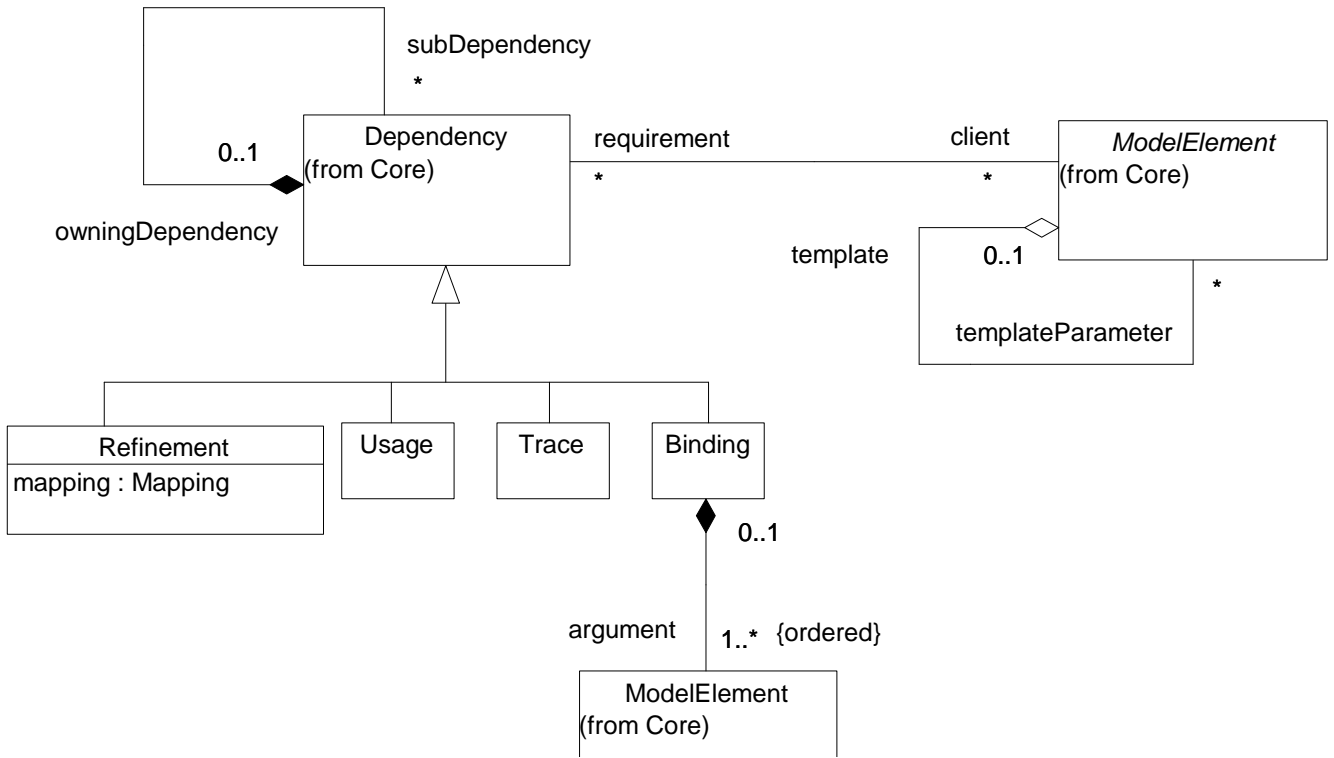 subDependency
*
Dependency
(from Core)
0..1
owningDependency
requirement
*
client
*
ModelElement
(from Core)
template
0..1
*
templateParameter
Refinement
mapping : Mapping
Usage
Trace
Binding
0..1
argument
1..* {ordered}
ModelElement
(from Core)